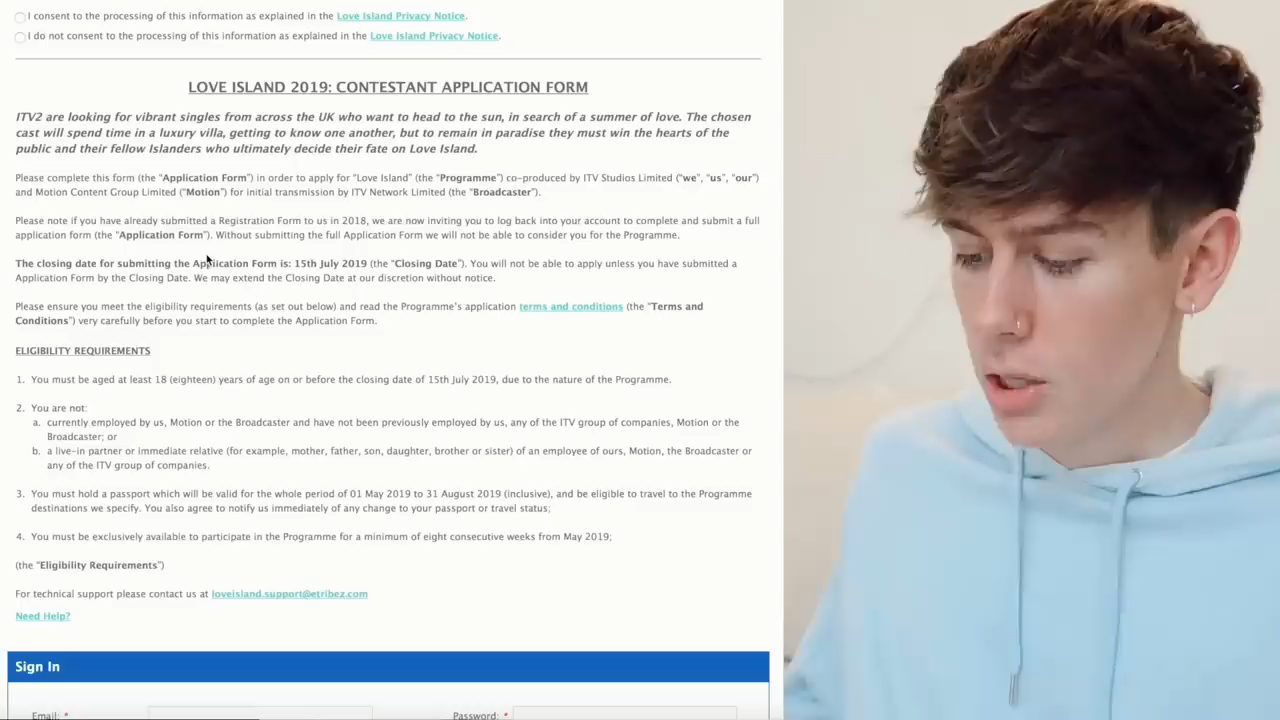 I consent to the processing of this information as explained in the Love Island Privacy Notice.
I do not consent to the processing of this information as explained in the Love Island Privacy Notice.
LOVE ISLAND 2019: CONTESTANT APPLICATION FORM
ITV2 are looking for vibrant singles from across the UK who want to head to the sun, in search of a summer of love. The chosen
cast will spend time in a luxury villa, getting to know one another, but to remain in paradise they must win the hearts of the
public and their fellow Islanders who ultimately decide their fate on Love Island.
Please complete this form (the "Application Form") in order to apply for "Love Island" (the "Programme") co-produced by ITV Studios Limited ("we", "us", "our")
and Motion Content Group Limited ("Motion") for initial transmission by ITV Network Limited (the "Broadcaster").
Please note if you have already submitted a Registration Form to us in 2018, we are now inviting you to log back into your account to complete and submit a full
application form (the "Application Form"). Without submitting the full Application Form we will not be able to consider you for the Programme.
The closing date for submitting the Application Form is: 15th July 2019 (the "Closing Date"). You will not be able to apply unless you have submitted a
Application Form by the Closing Date. We may extend the Closing Date at our discretion without notice.
Please ensure you meet the eligibility requirements (as set out below) and read the Programme's application terms and conditions (the "Terms and
Conditions") very carefully before you start to complete the Application Form.
ELIGIBILITY REQUIREMENTS
1. You must be aged at least 18 (eighteen) years of age on or before the closing date of 15th July 2019, due to the nature of the Programme.
2. You are not:
a. currently employed by us, Motion or the Broadcaster and have not been previously employed by us, any of the ITV group of companies, Motion or the
Broadcaster; or
b. a live-in partner or immediate relative (for example, mother, father, son, daughter, brother or sister) of an employee of ours, Motion, the Broadcaster or
any of the ITV group of companies.
3. You must hold a passport which will be valid for the whole period of 01 May 2019 to 31 August 2019 (inclusive), and be eligible to travel to the Programme
destinations we specify. You also agree to notify us immediately of any change to your passport or travel status;
4. You must be exclusively available to participate in the Programme for a minimum of eight consecutive weeks from May 2019;
(the "Eligibility Requirements")
For technical support please contact us at loveisland.support@etribez.com
Need Help?
Sign In
Email: * Password: *